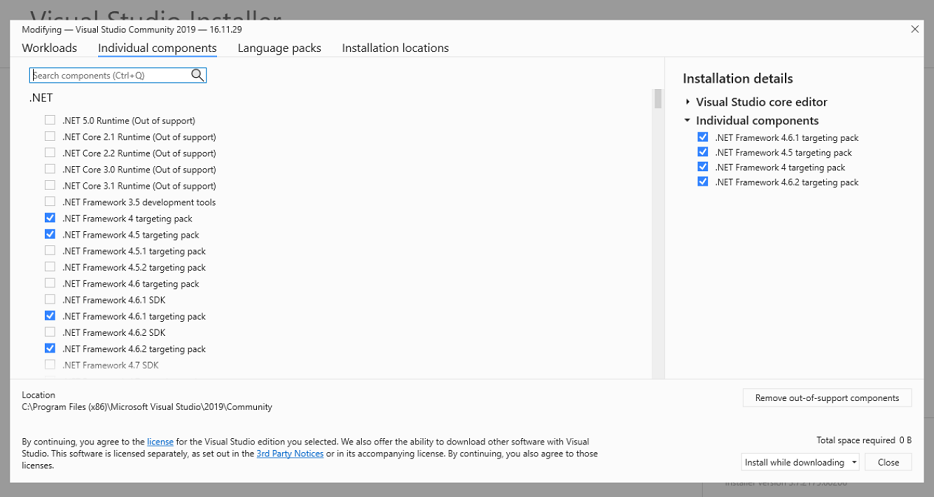 Visual Studio Installer
Modifying — Visual Studio Community 2019 — 16.11.29
Workloads
Individual components
Language packs
Installation locations
Search components (Ctrl+Q)
.NET
.NET 5.0 Runtime (Out of support)
.NET Core 2.1 Runtime (Out of support)
.NET Core 2.2 Runtime (Out of support)
.NET Core 3.0 Runtime (Out of support)
.NET Core 3.1 Runtime (Out of support)
.NET Framework 3.5 development tools
.NET Framework 4 targeting pack
.NET Framework 4.5 targeting pack
.NET Framework 4.5.1 targeting pack
.NET Framework 4.5.2 targeting pack
.NET Framework 4.6 targeting pack
.NET Framework 4.6.1 SDK
.NET Framework 4.6.1 targeting pack
.NET Framework 4.6.2 SDK
.NET Framework 4.6.2 targeting pack
.NET Framework 4.7 SDK
Installation details
Visual Studio core editor
Individual components
.NET Framework 4.6.1 targeting pack
.NET Framework 4.5 targeting pack
.NET Framework 4 targeting pack
.NET Framework 4.6.2 targeting pack
Location
C:\Program Files (x86)\Microsoft Visual Studio\2019\Community
Remove out-of-support components
By continuing, you agree to the license for the Visual Studio edition you selected. We also offer the ability to download other software with Visual
Studio. This software is licensed separately, as set out in the 3rd Party Notices or in its accompanying license. By continuing, you also agree to those
licenses.
Total space required 0 B
Install while downloading
Close
Installer Version